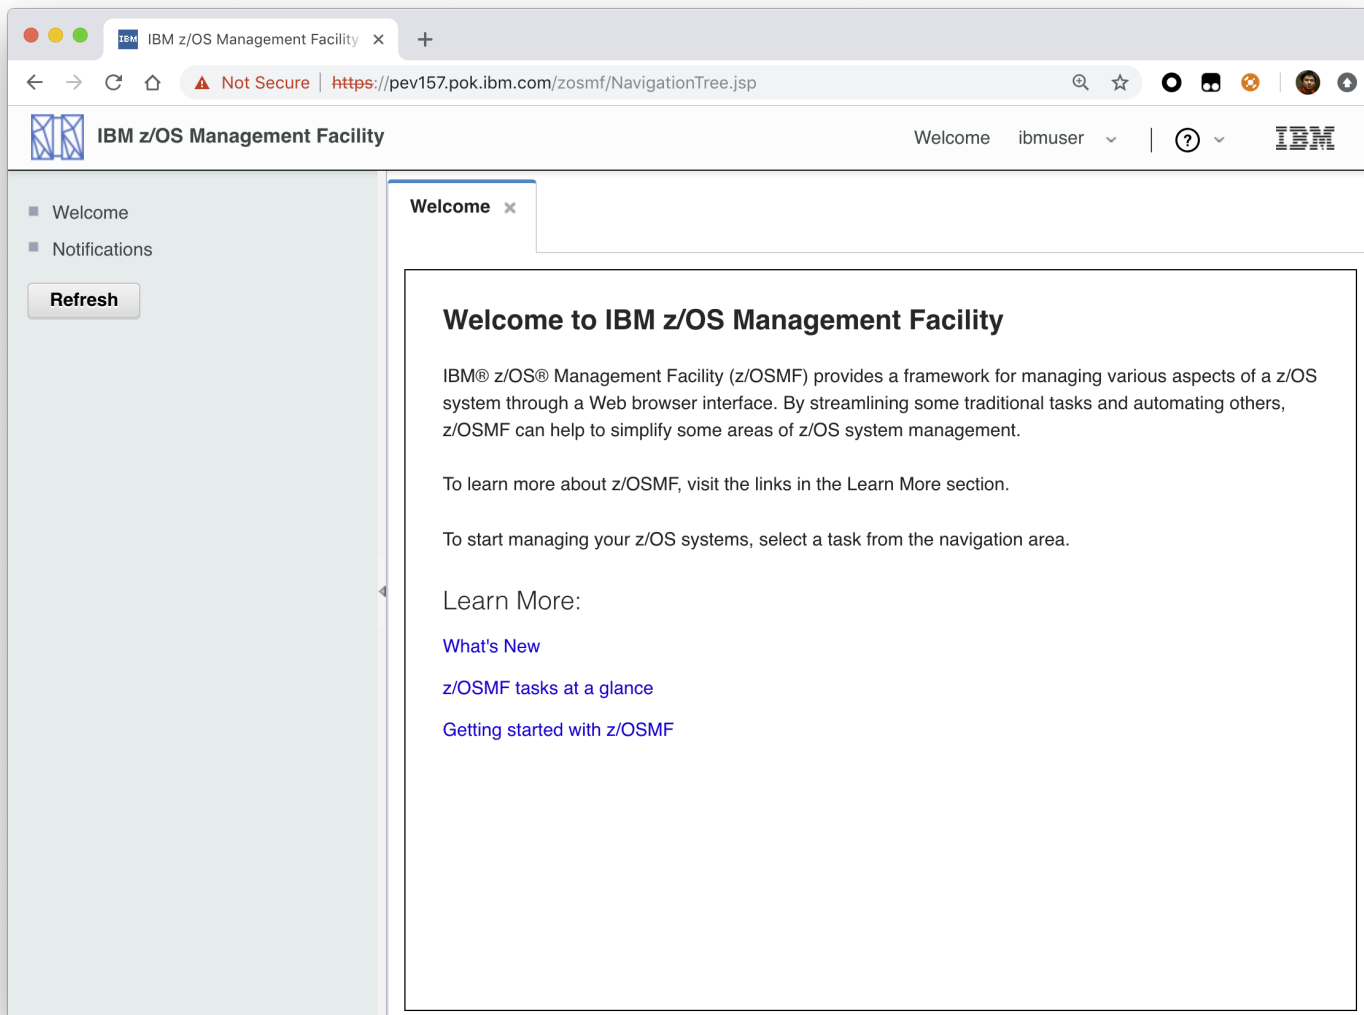 IBM
IBM z/OS Management Facility
Not Secure
https://pev157.pok.ibm.com/zosmf/NavigationTree.jsp
IBM z/OS Management Facility
Welcome ibmuser
?
IBM
Welcome
Notifications
Refresh
Welcome
Welcome to IBM z/OS Management Facility
IBM® z/OS® Management Facility (z/OSMF) provides a framework for managing various aspects of a z/OS
system through a Web browser interface. By streamlining some traditional tasks and automating others,
z/OSMF can help to simplify some areas of z/OS system management.
To learn more about z/OSMF, visit the links in the Learn More section.
To start managing your z/OS systems, select a task from the navigation area.
Learn More:
What's New
z/OSMF tasks at a glance
Getting started with z/OSMF